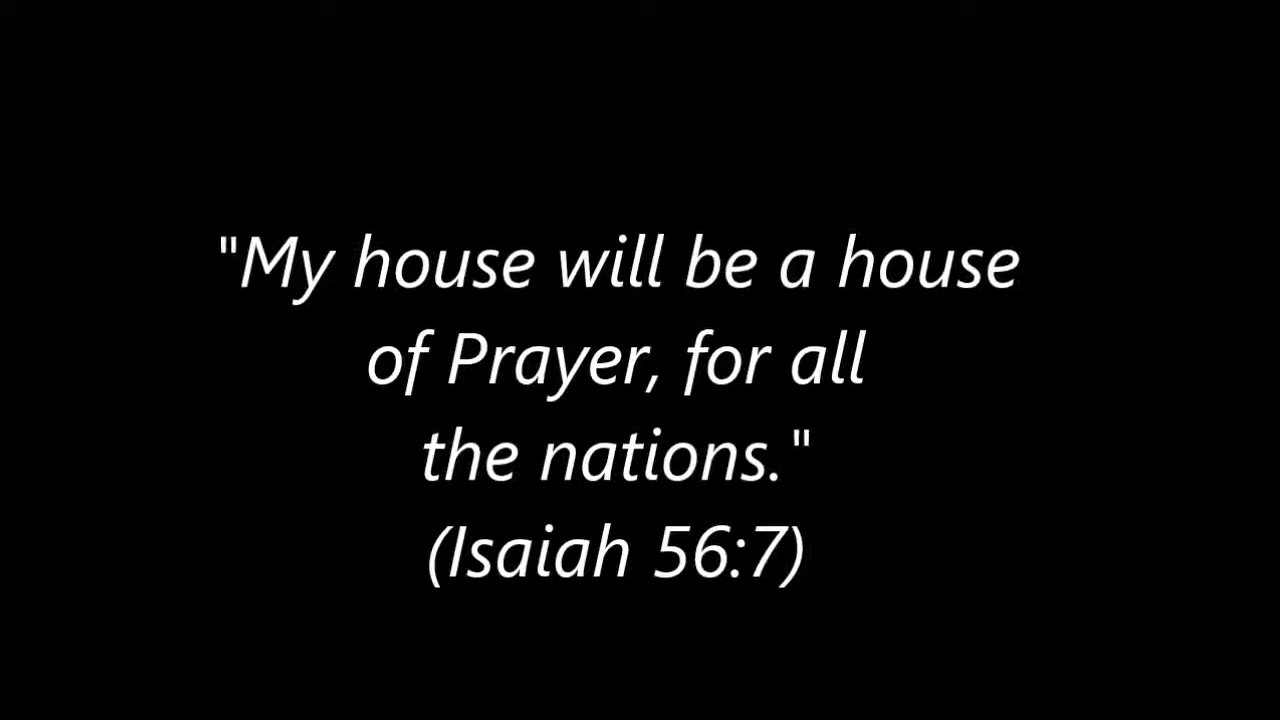 "My house will be a house
of Prayer, for all
the nations."
(Isaiah 56:7)